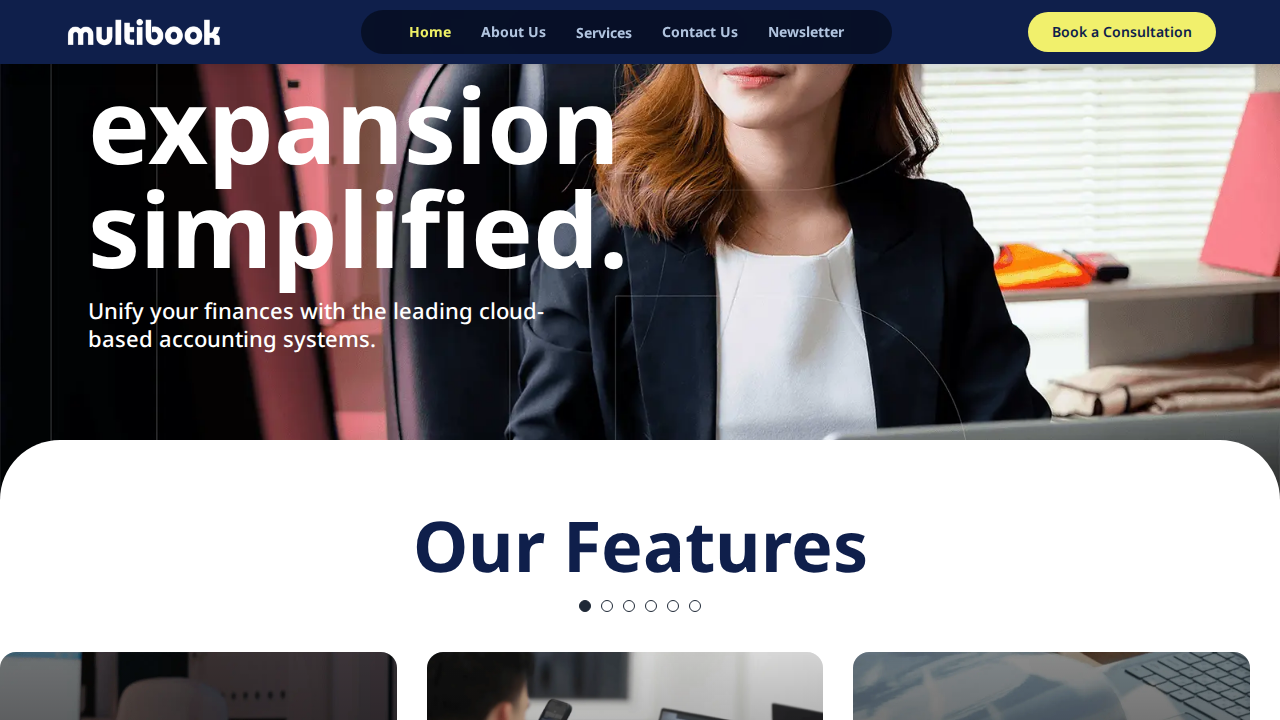 multibook
Home
About Us
Services
Contact Us
Newsletter
Book a Consultation
expansion
simplified.
Unify your finances with the leading cloud-
based accounting systems.
Our Features